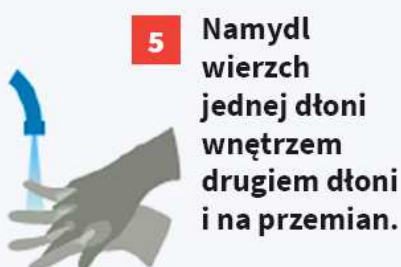 5
Namydl
wierzch
jednej dłoni
wnętrzem
drugiem dłoni
i na przemian.